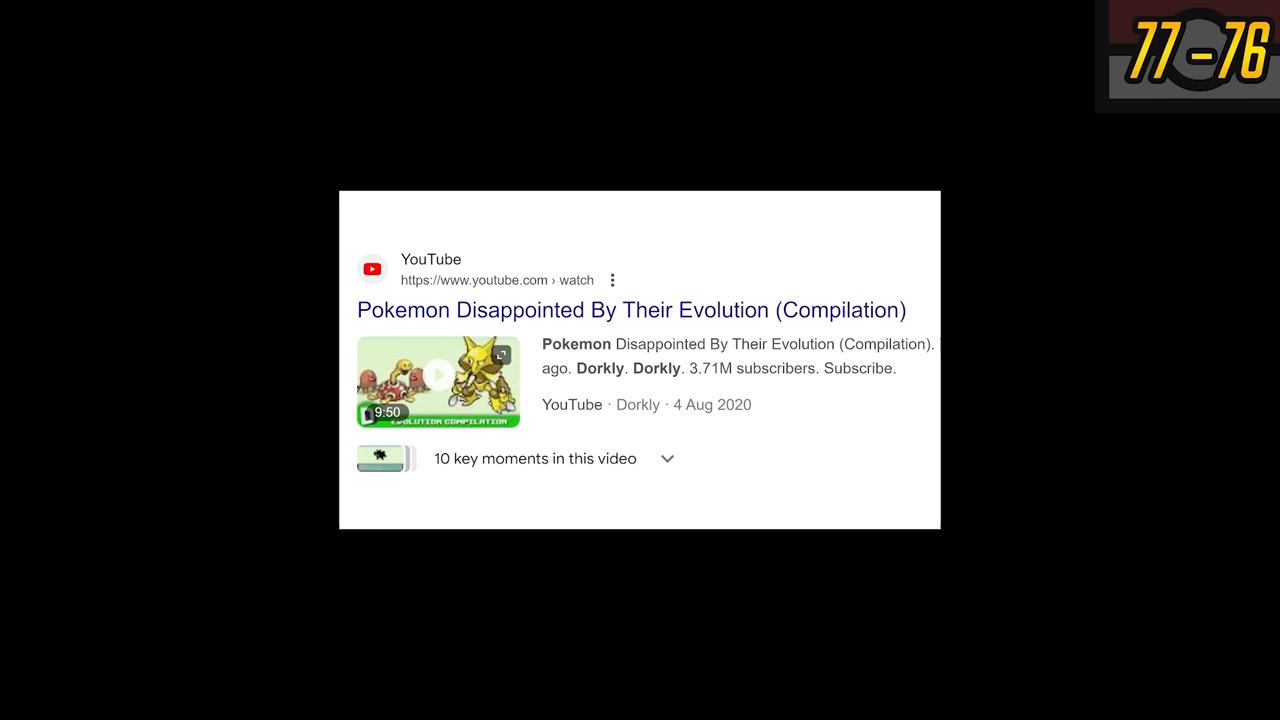 77-76
YouTube
https://www.youtube.com › watch
Pokemon Disappointed By Their Evolution (Compilation)
Pokemon Disappointed By Their Evolution (Compilation).
ago. Dorkly. Dorkly. 3.71M subscribers. Subscribe.
9:50
EVOLUTION COMPILATION
YouTube · Dorkly · 4 Aug 2020
10 key moments in this video